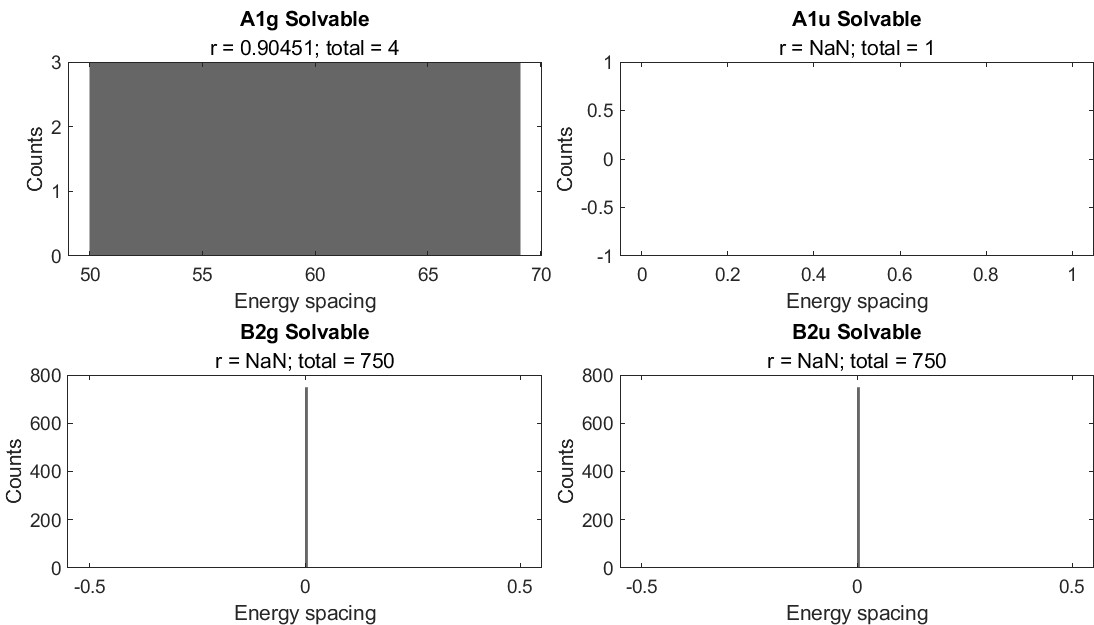 A1g Solvable
r = 0.90451; total = 4
3
2
1
0
Counts
50 55 60 65 70
Energy spacing
A1u Solvable
r = NaN; total = 1
1
0.5
0
-0.5
-1
Counts
0 0.2 0.4 0.6 0.8 1
Energy spacing
B2g Solvable
r = NaN; total = 750
800
600
400
200
0
Counts
-0.5 0 0.5
Energy spacing
B2u Solvable
r = NaN; total = 750
800
600
400
200
0
Counts
-0.5 0 0.5
Energy spacing